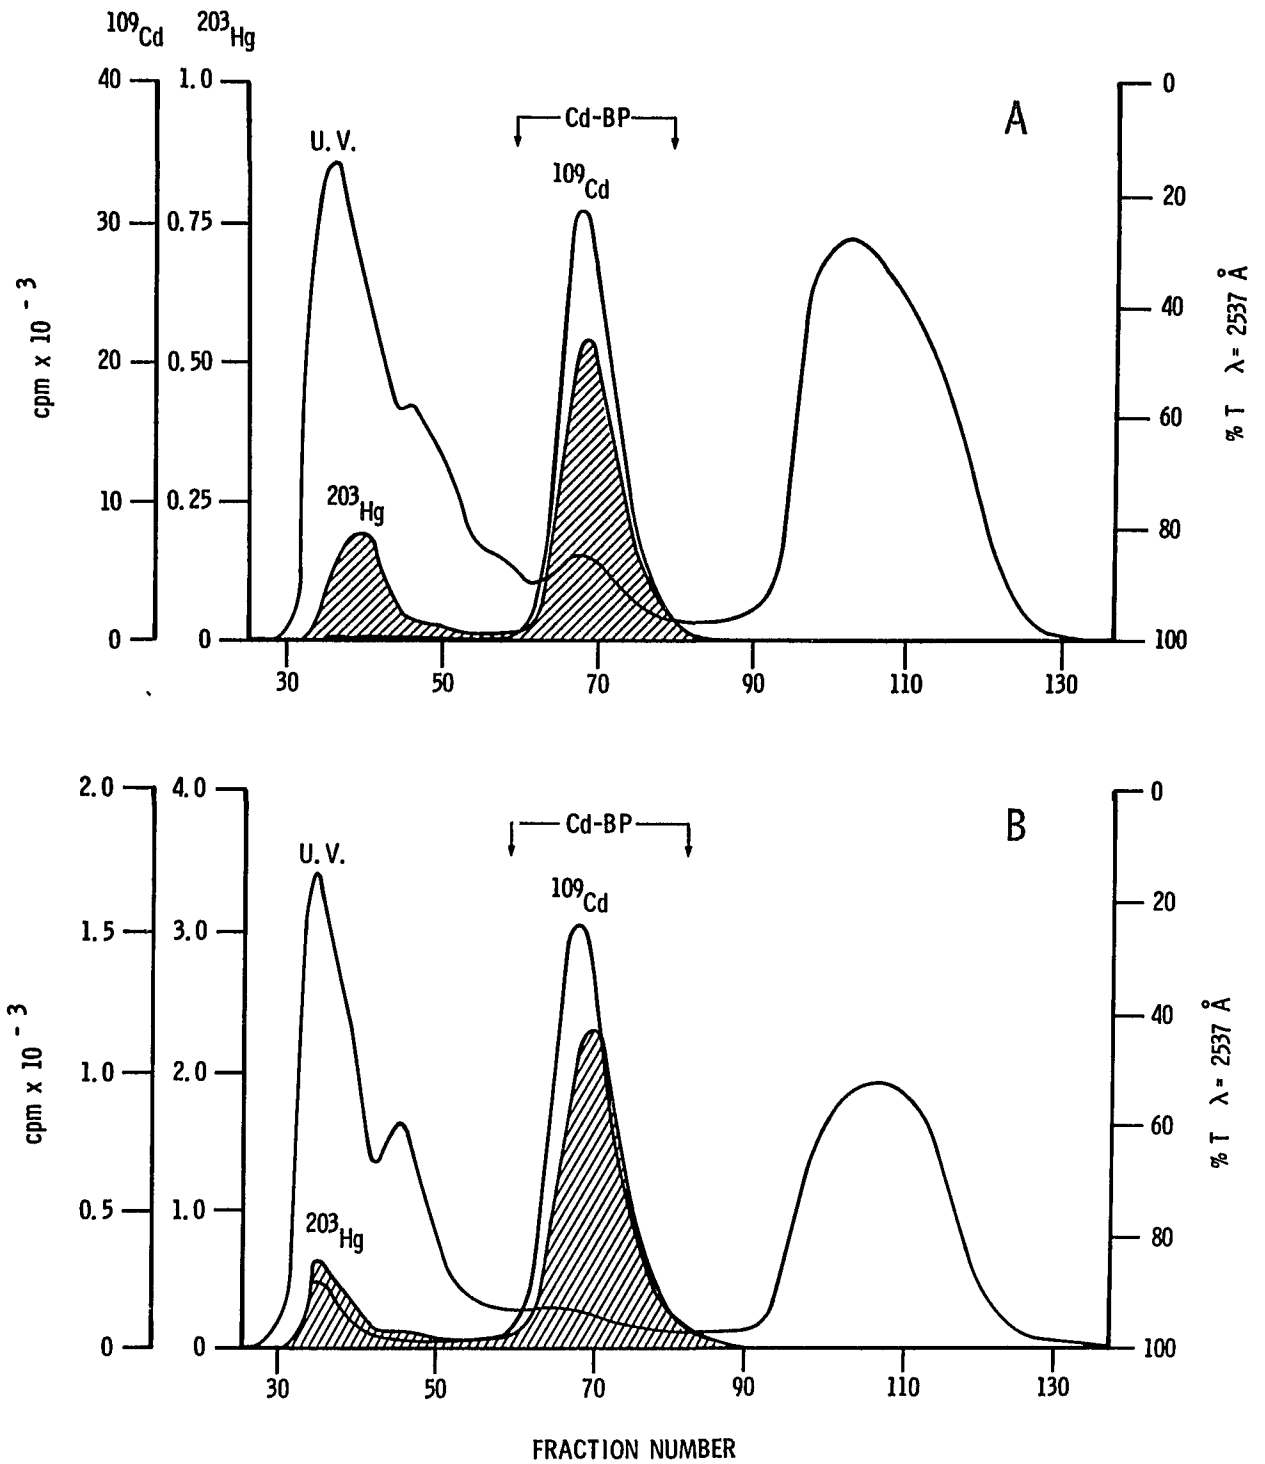 109Cd 203Hg
A
40 1.0 0
U. V. Cd-BP
109Cd
20
30 0.75
cpm x 10 - 3
40
% T λ= 2537 Å
20 0.50
60
203Hg
10 0.25
80
0 0 100
30 50 70 90 110 130
B
2.0 4.0 0
U. V. Cd-BP
109Cd
20
1.5 3.0
cpm x 10 - 3
40
% T λ= 2537 Å
1.0 2.0
60
0.5 1.0
203Hg
80
0 0 100
30 50 70 90 110 130
FRACTION NUMBER